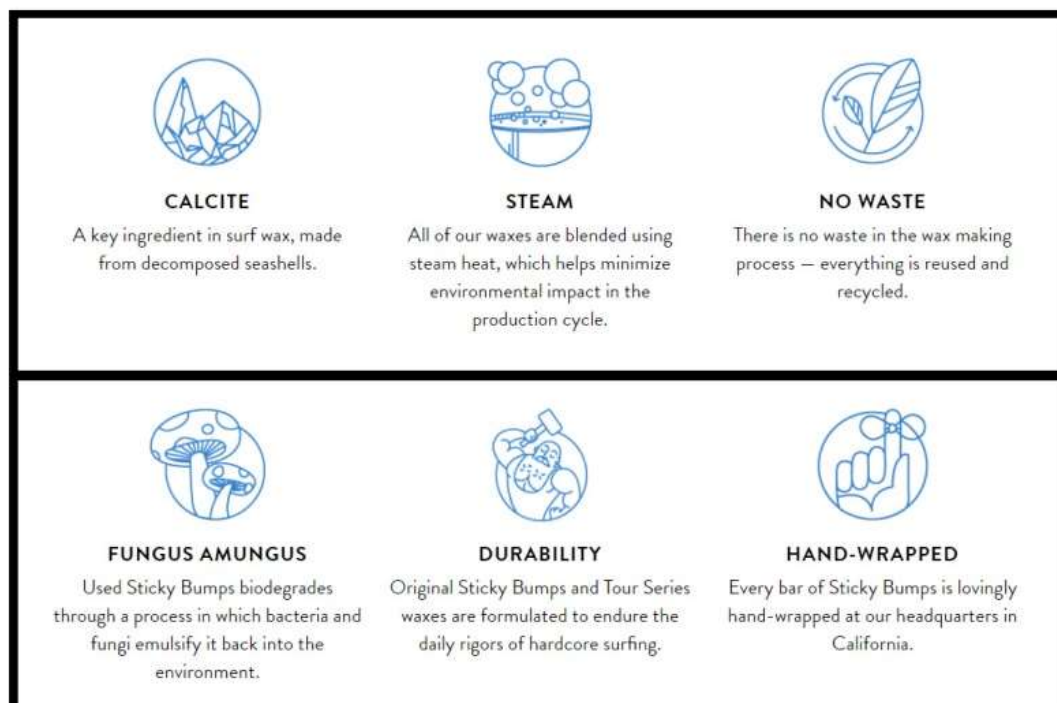 CALCITE
A key ingredient in surf wax, made
from decomposed seashells.
STEAM
All of our waxes are blended using
steam heat, which helps minimize
environmental impact in the
production cycle.
NO WASTE
There is no waste in the wax making
process — everything is reused and
recycled.
FUNGUS AMUNGUS
Used Sticky Bumps biodegrades
through a process in which bacteria and
fungi emulsify it back into the
environment.
DURABILITY
Original Sticky Bumps and Tour Series
waxes are formulated to endure the
daily rigors of hardcore surfing.
HAND-WRAPPED
Every bar of Sticky Bumps is lovingly
hand-wrapped at our headquarters in
California.